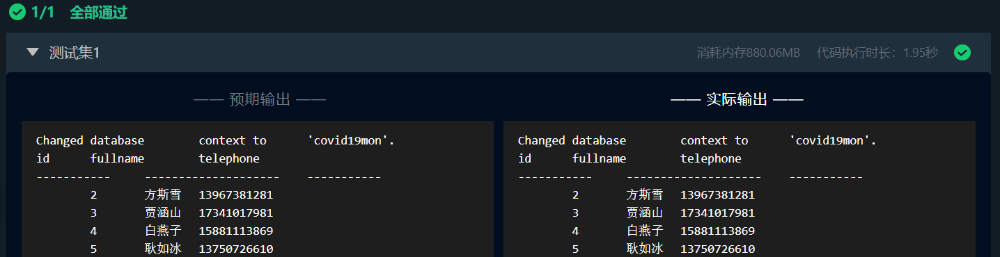 1/1 全部通过
测试集1 消耗内存880.06MB 代码执行时长：1.95秒
—— 预期输出 ——
Changed database context to 'covid19mon'.
id fullname telephone
----------- -------------------- -----------
2 方斯雪 13967381281
3 贾涵山 17341017981
4 白燕子 15881113869
5 耿如冰 13750726610
—— 实际输出 ——
Changed database context to 'covid19mon'.
id fullname telephone
----------- -------------------- -----------
2 方斯雪 13967381281
3 贾涵山 17341017981
4 白燕子 15881113869
5 耿如冰 13750726610